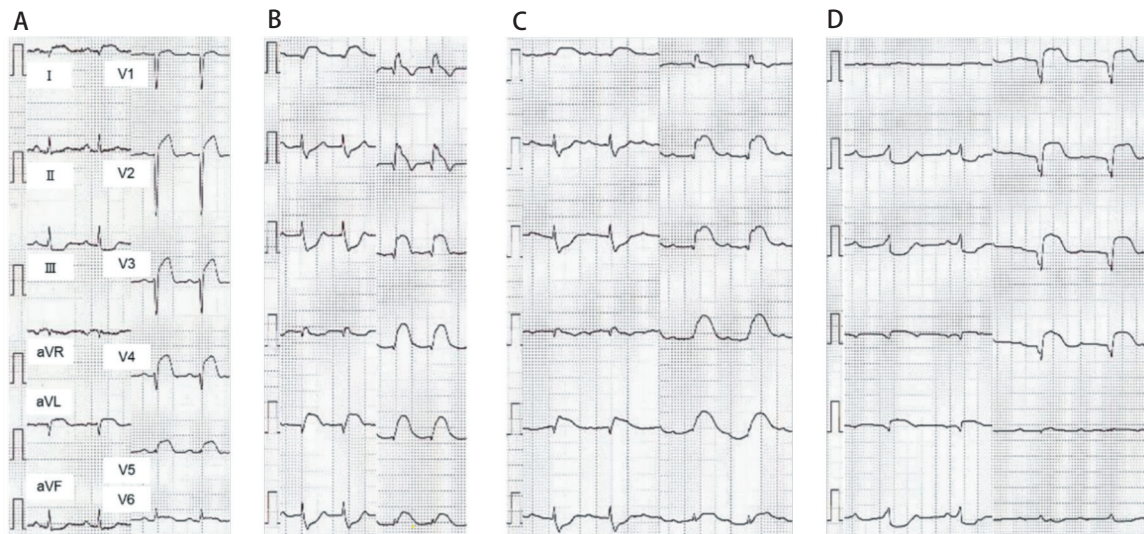 A B C D
I V1
II V2
III V3
aVR V4
aVL
V5
aVF V6